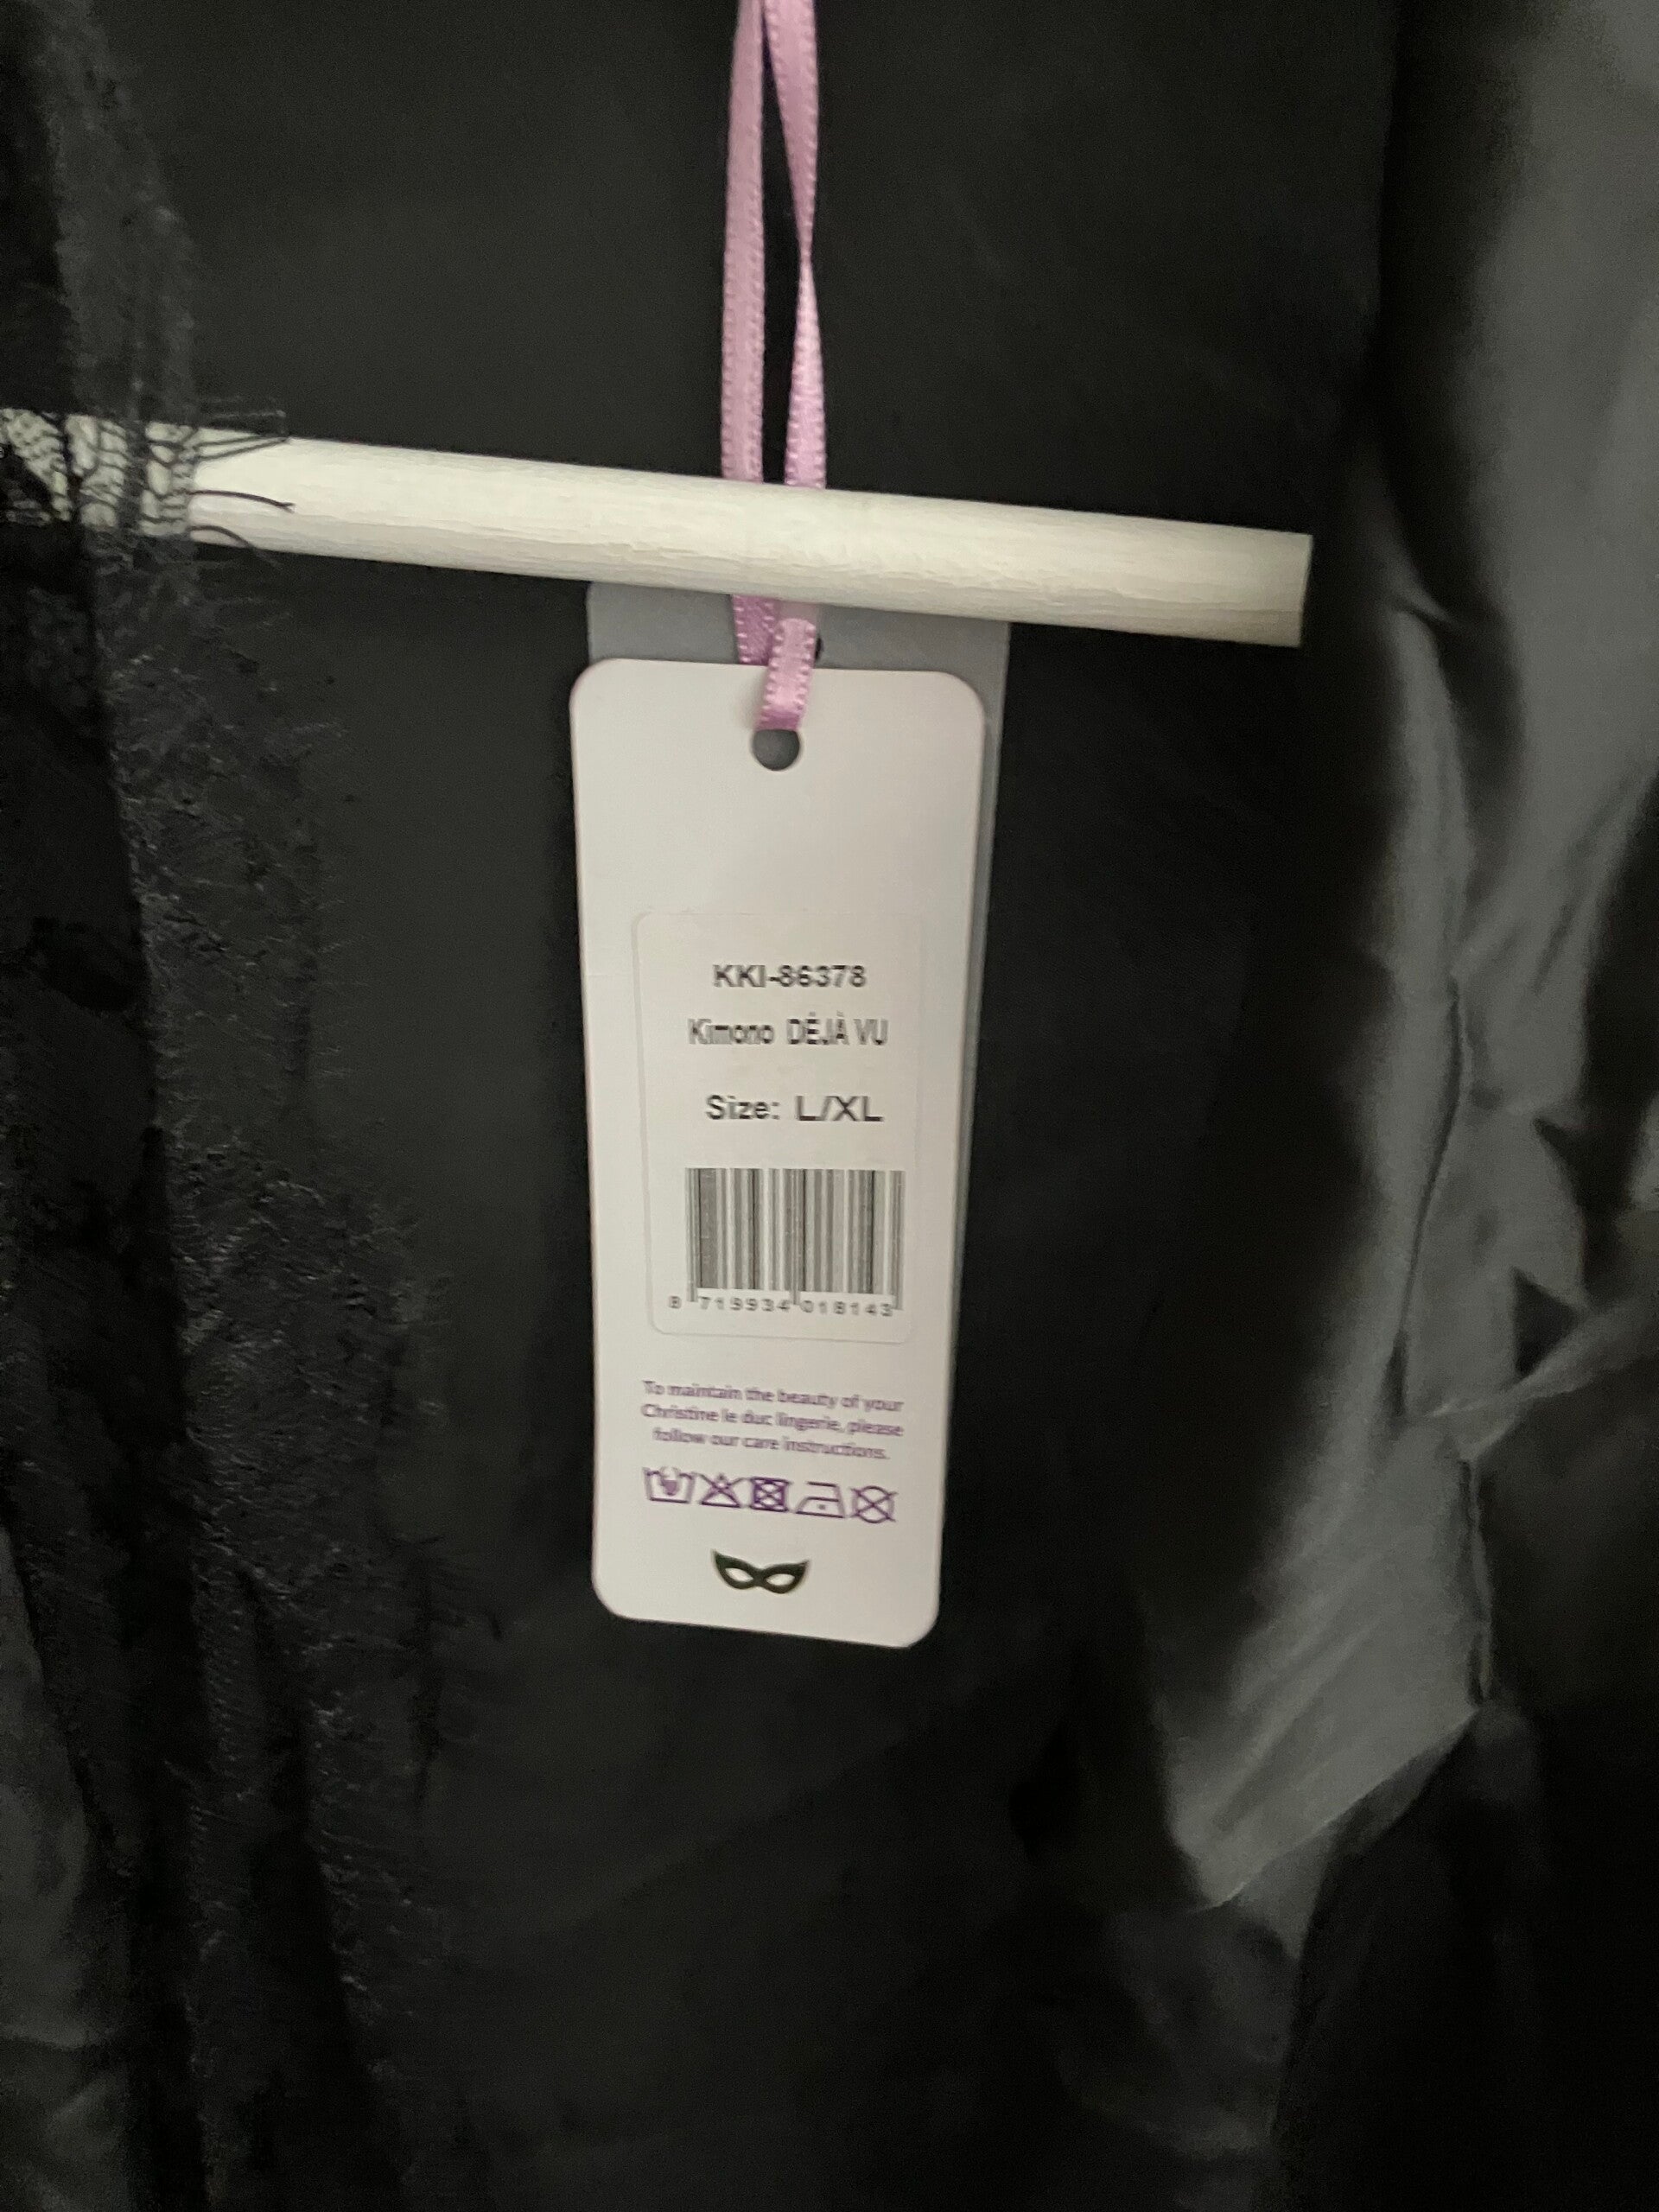 KKI-86378
Kimono DÉJÀ VU
Size: L/XL
8 719934 018143
To maintain the beauty of your
Christine le duc lingerie, please
follow our care instructions.